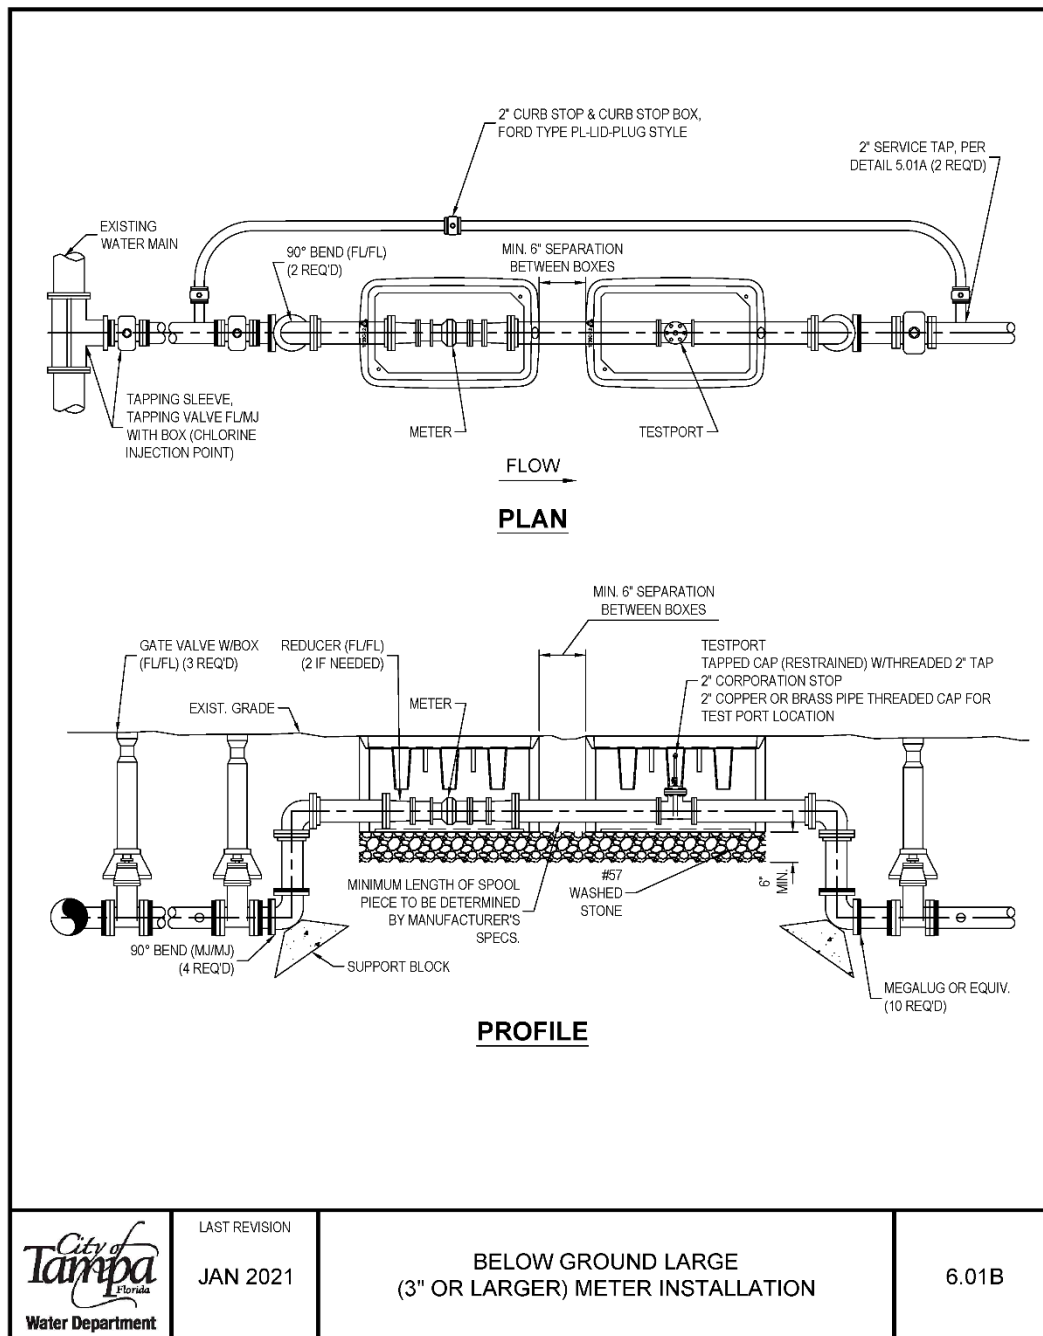 2" CURB STOP & CURB STOP BOX,
FORD TYPE PL-LID-PLUG STYLE
2" SERVICE TAP, PER
DETAIL 5.01A (2 REQ'D)
EXISTING
WATER MAIN
90° BEND (FL/FL)
(2 REQ'D)
MIN. 6" SEPARATION
BETWEEN BOXES
TAPPING SLEEVE,
TAPPING VALVE FL/MJ
WITH BOX (CHLORINE
INJECTION POINT)
METER
TESTPORT
FLOW
PLAN
MIN. 6" SEPARATION
BETWEEN BOXES
GATE VALVE W/BOX
(FL/FL) (3 REQ'D)
REDUCER (FL/FL)
(2 IF NEEDED)
TESTPORT
TAPPED CAP (RESTRAINED) W/THREADED 2" TAP
2" CORPORATION STOP
2" COPPER OR BRASS PIPE THREADED CAP FOR
TEST PORT LOCATION
EXIST. GRADE
METER
MINIMUM LENGTH OF SPOOL
PIECE TO BE DETERMINED
BY MANUFACTURER'S
SPECS.
#57
WASHED
STONE
6"
MIN.
90° BEND (MJ/MJ)
(4 REQ'D)
SUPPORT BLOCK
MEGALUG OR EQUIV.
(10 REQ'D)
PROFILE
City of
Tampa
Florida
Water Department
LAST REVISION
JAN 2021
BELOW GROUND LARGE
(3" OR LARGER) METER INSTALLATION
6.01B